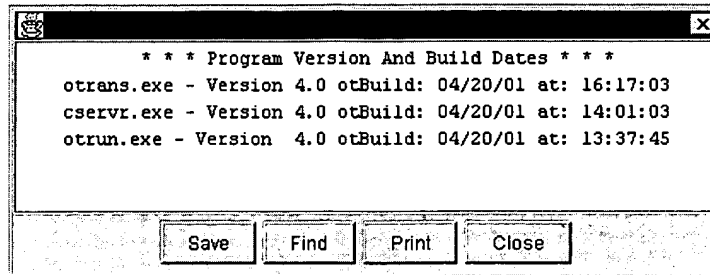 * * * Program Version And Build Dates * * *
otrans.exe - Version 4.0 otBuild: 04/20/01 at: 16:17:03
cservr.exe - Version 4.0 otBuild: 04/20/01 at: 14:01:03
otrun.exe - Version  4.0 otBuild: 04/20/01 at: 13:37:45
Save Find Print Close